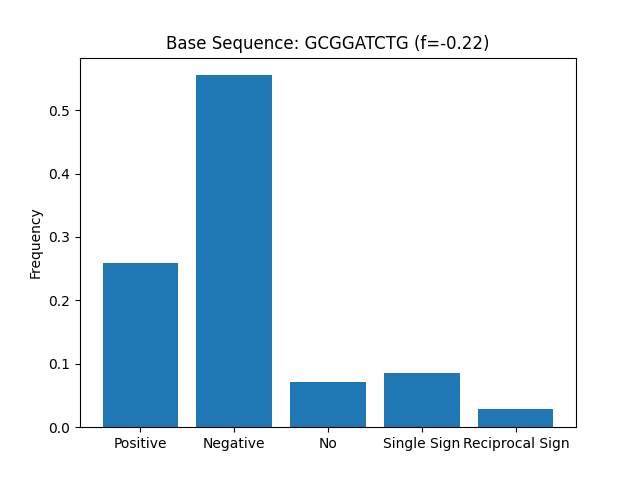 Base Sequence: GCGGATCTG (f=-0.22)
Frequency
0.5
0.4
0.3
0.2
0.1
0.0
Positive Negative No Single Sign Reciprocal Sign